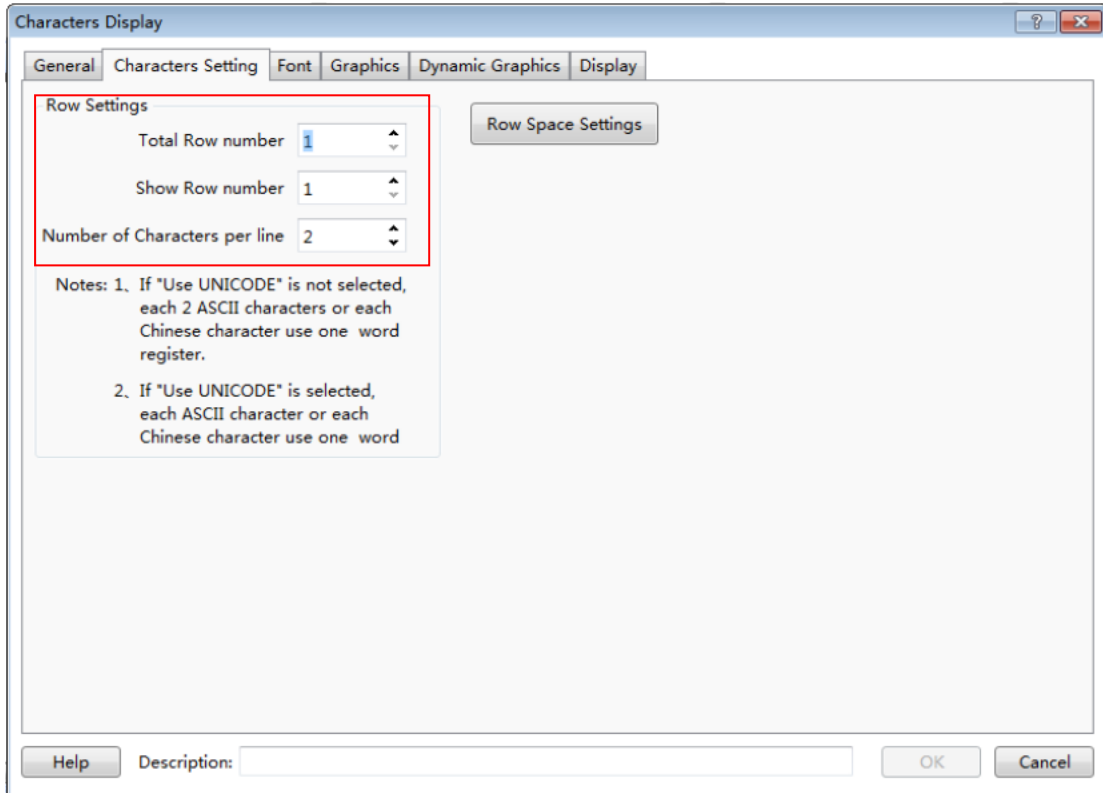 Characters Display
General Characters Setting Font Graphics Dynamic Graphics Display
Row Settings
Row Space Settings
Total Row number 1
Show Row number 1
Number of Characters per line 2
Notes: 1、If "Use UNICODE" is not selected,
each 2 ASCII characters or each
Chinese character use one word
register.
2、If "Use UNICODE" is selected,
each ASCII character or each
Chinese character use one word
Help Description: OK Cancel